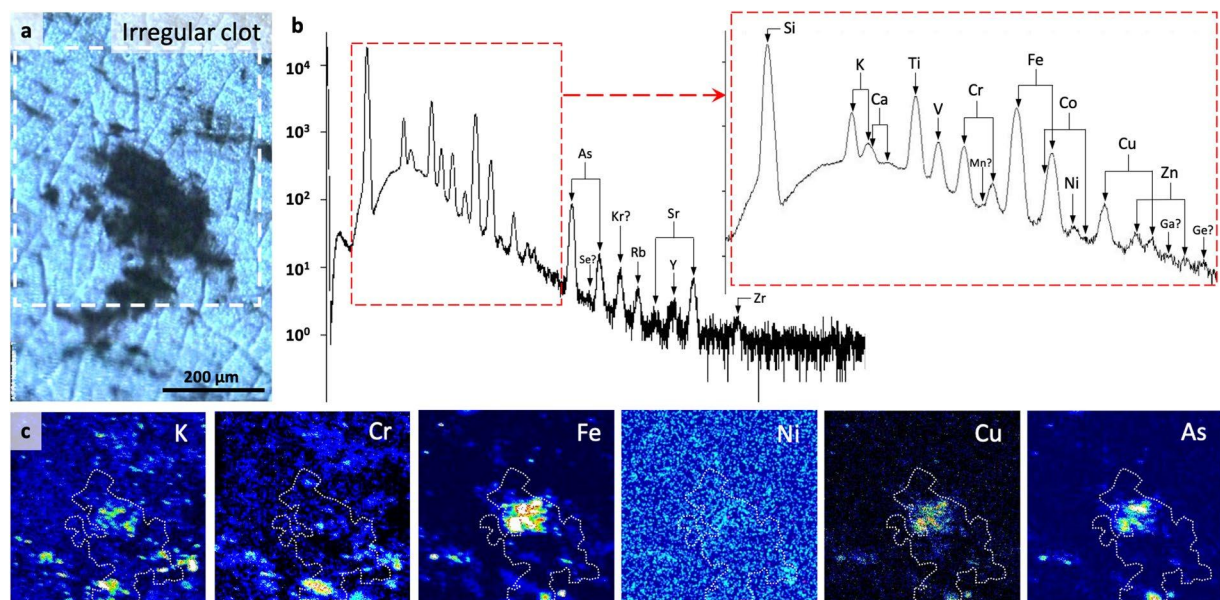 a
Irregular clot
200 µm
b
10⁴
10³
10²
10¹
10⁰
As
Se?
Kr?
Rb
Sr
Y
Zr
Si
K
Ca
Ti
V
Cr
Mn?
Fe
Co
Ni
Cu
Zn
Ga?
Ge?
c
K
Cr
Fe
Ni
Cu
As